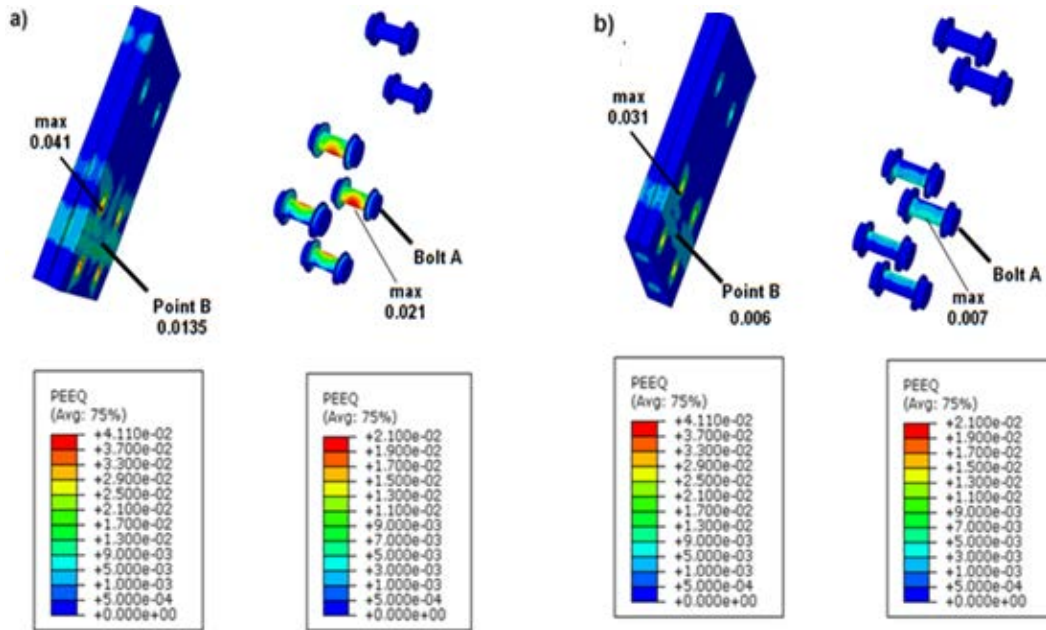 a)
max
0.041
Point B
0.0135
Bolt A
max
0.021
b)
max
0.031
Point B
0.006
Bolt A
max
0.007
PEEQ
(Avg: 75%)
+4.110e-02
+3.700e-02
+3.300e-02
+2.900e-02
+2.500e-02
+2.100e-02
+1.700e-02
+1.300e-02
+9.000e-03
+5.000e-03
+1.000e-03
+5.000e-04
+0.000e+00
PEEQ
(Avg: 75%)
+2.100e-02
+1.900e-02
+1.700e-02
+1.500e-02
+1.300e-02
+1.100e-02
+9.000e-03
+7.000e-03
+5.000e-03
+3.000e-03
+1.000e-03
+5.000e-04
+0.000e+00
PEEQ
(Avg: 75%)
+4.110e-02
+3.700e-02
+3.300e-02
+2.900e-02
+2.500e-02
+2.100e-02
+1.700e-02
+1.300e-02
+9.000e-03
+5.000e-03
+1.000e-03
+5.000e-04
+0.000e+00
PEEQ
(Avg: 75%)
+2.100e-02
+1.900e-02
+1.700e-02
+1.500e-02
+1.300e-02
+1.100e-02
+9.000e-03
+7.000e-03
+5.000e-03
+3.000e-03
+1.000e-03
+5.000e-04
+0.000e+00